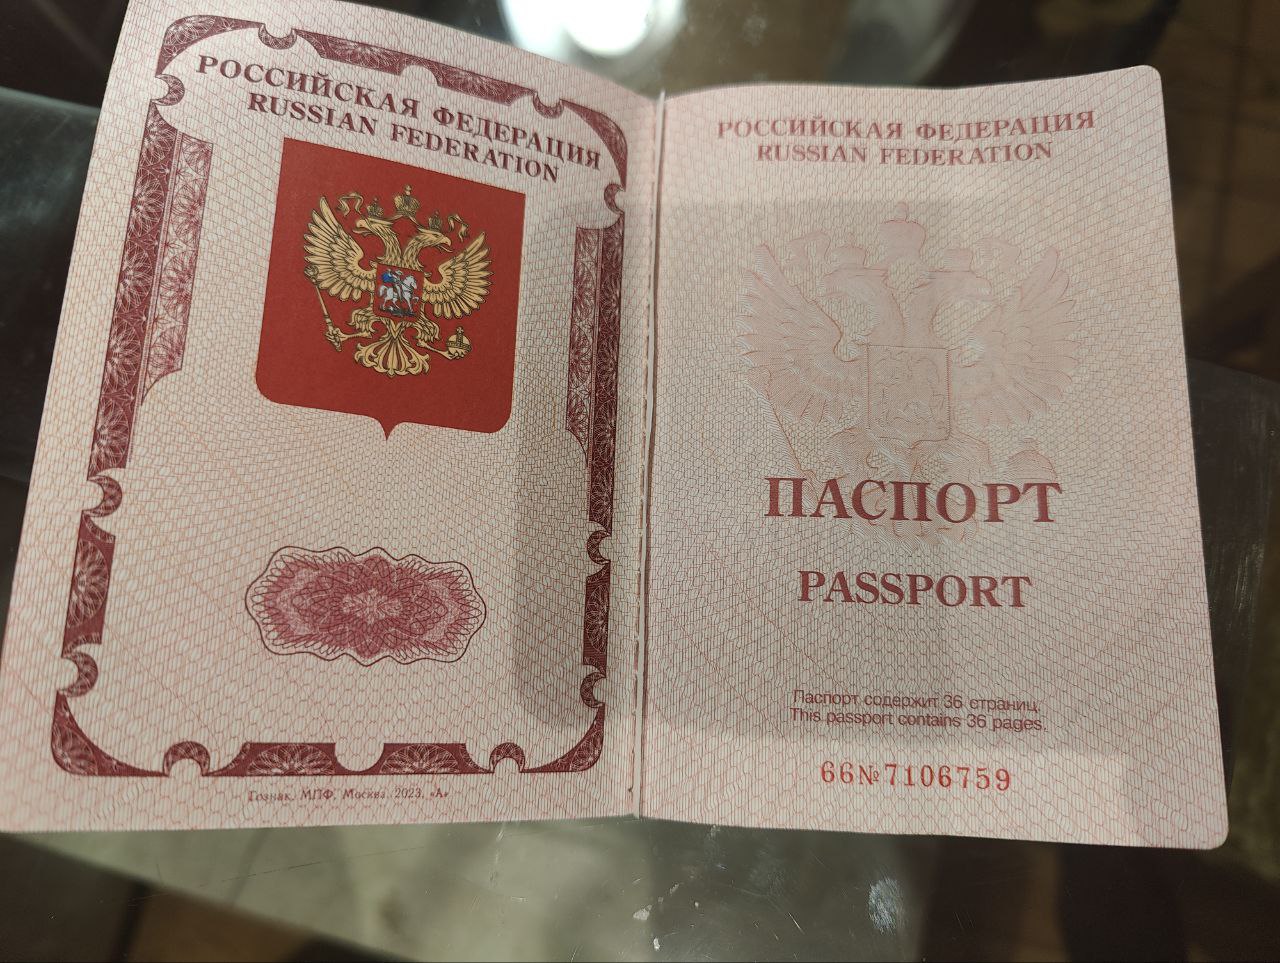 РОССИЙСКАЯ ФЕДЕРАЦИЯ
RUSSIAN FEDERATION
Гознак, МПФ, Москва, 2023, «А»
РОССИЙСКАЯ ФЕДЕРАЦИЯ
RUSSIAN FEDERATION
ПАСПОРТ
PASSPORT
Паспорт содержит 36 страниц.
This passport contains 36 pages.
66№7106759